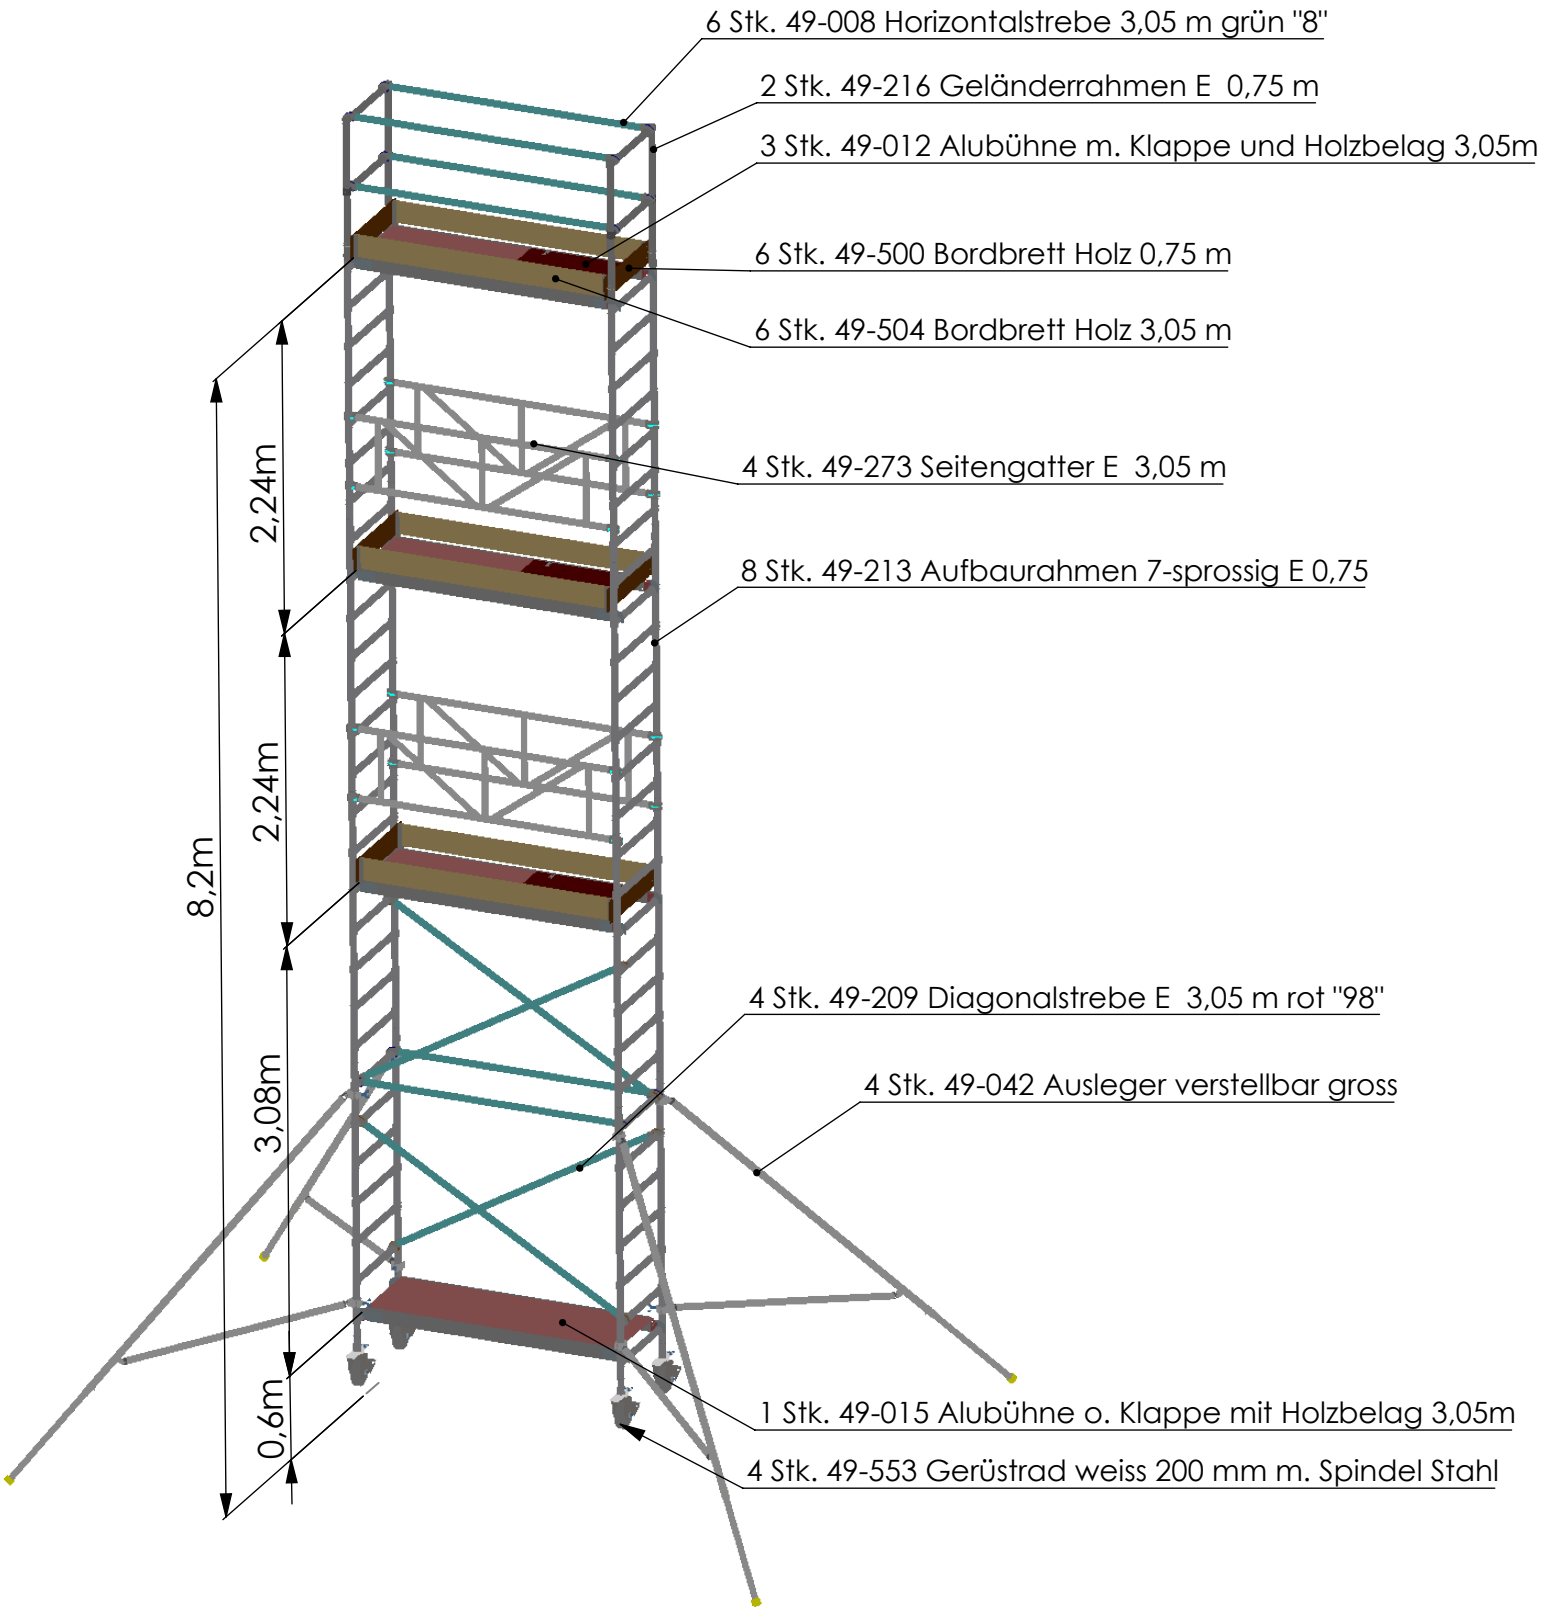 6 Stk. 49-008 Horizontalstrebe 3,05 m grün "8"
2 Stk. 49-216 Geländerrahmen E 0,75 m
3 Stk. 49-012 Alubühne m. Klappe und Holzbelag 3,05m
6 Stk. 49-500 Bordbrett Holz 0,75 m
6 Stk. 49-504 Bordbrett Holz 3,05 m
4 Stk. 49-273 Seitengatter E 3,05 m
2,24m
8 Stk. 49-213 Aufbaurahmen 7-sprossig E 0,75
2,24m
8,2m
4 Stk. 49-209 Diagonalstrebe E 3,05 m rot "98"
4 Stk. 49-042 Ausleger verstellbar gross
3,08m
0,6m
1 Stk. 49-015 Alubühne o. Klappe mit Holzbelag 3,05m
4 Stk. 49-553 Gerüstrad weiss 200 mm m. Spindel Stahl